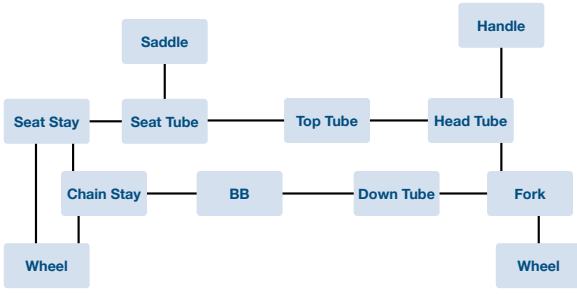 Handle
Saddle
Seat Stay
Seat Tube
Top Tube
Head Tube
Chain Stay
BB
Down Tube
Fork
Wheel
Wheel